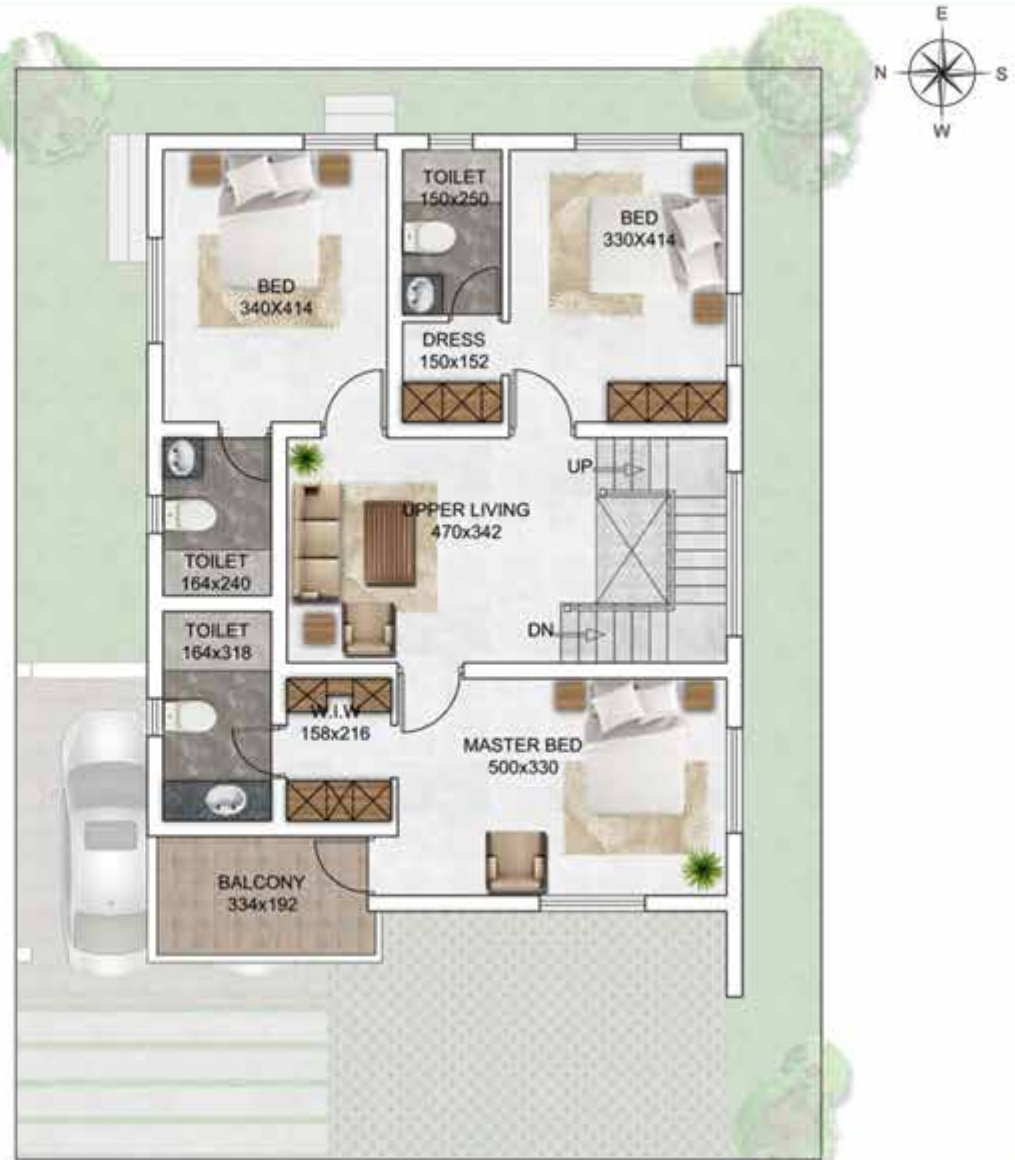 E
N
S
W
TOILET
150x250
BED
330X414
BED
340X414
DRESS
150x152
UP
UPPER LIVING
470x342
TOILET
164x240
TOILET
164x318
DN
W.I.W
158x216
MASTER BED
500x330
BALCONY
334x192